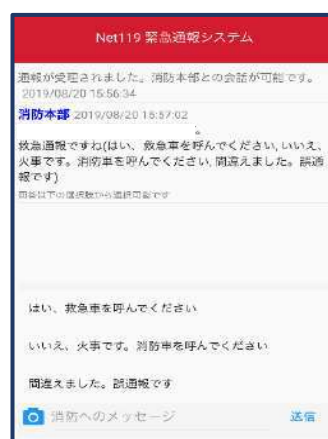 Net119 緊急通報システム
通報が受理されました。消防本部との会話が可能です。
2019/08/20 15:56:34
消防本部 2019/08/20 15:57:02
。
救急通報ですね(はい、救急車を呼んでください, いいえ、
火事です。消防車を呼んでください, 間違えました。誤通
報です)
回答以下の選択肢から選択可能です
はい、救急車を呼んでください
いいえ、火事です。消防車を呼んでください
間違えました。誤通報です
消防へのメッセージ
送信